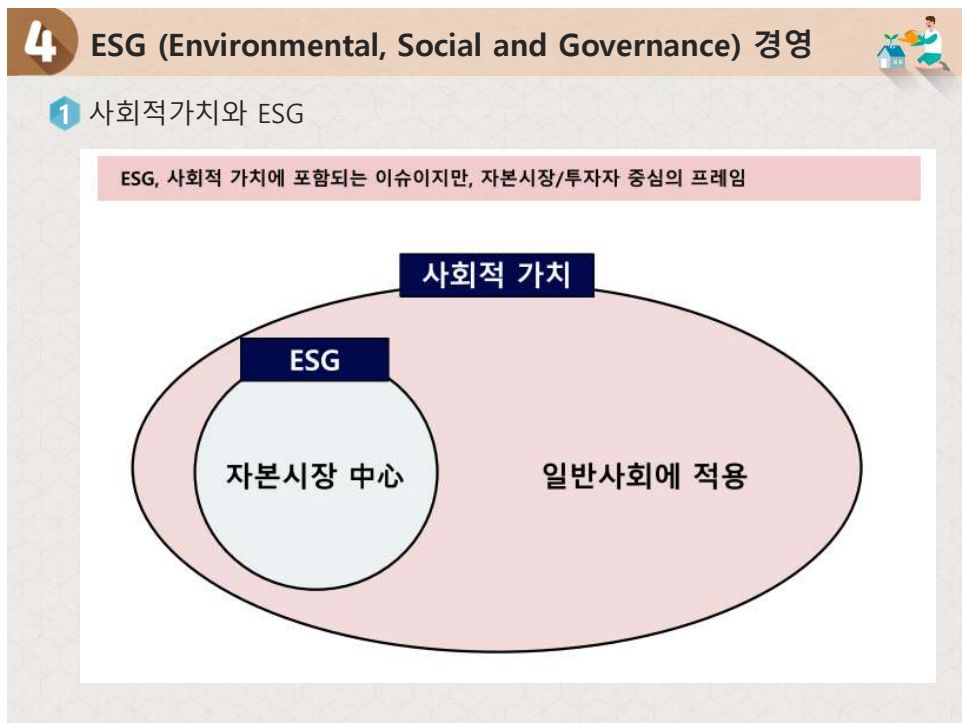 4 ESG (Environmental, Social and Governance) 경영
1 사회적가치와 ESG
ESG, 사회적 가치에 포함되는 이슈이지만, 자본시장/투자자 중심의 프레임
사회적 가치
ESG
자본시장 中心
일반사회에 적용